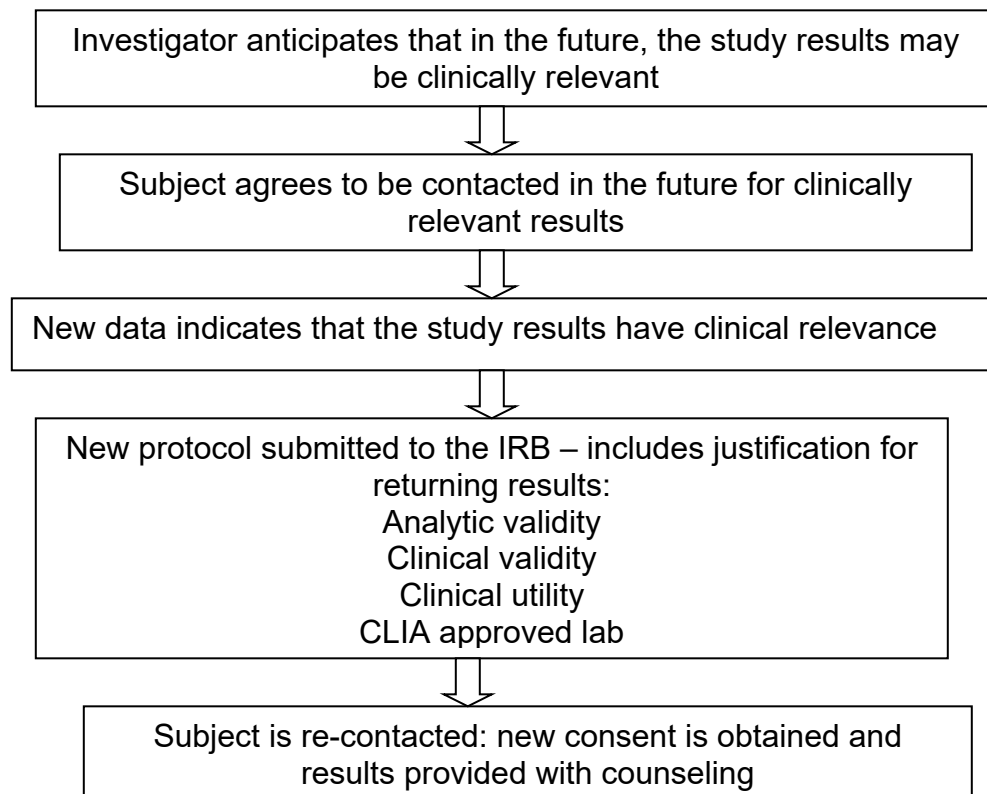 Investigator anticipates that in the future, the study results may
be clinically relevant
Subject agrees to be contacted in the future for clinically
relevant results
New data indicates that the study results have clinical relevance
New protocol submitted to the IRB – includes justification for
returning results:
Analytic validity
Clinical validity
Clinical utility
CLIA approved lab
Subject is re-contacted: new consent is obtained and
results provided with counseling